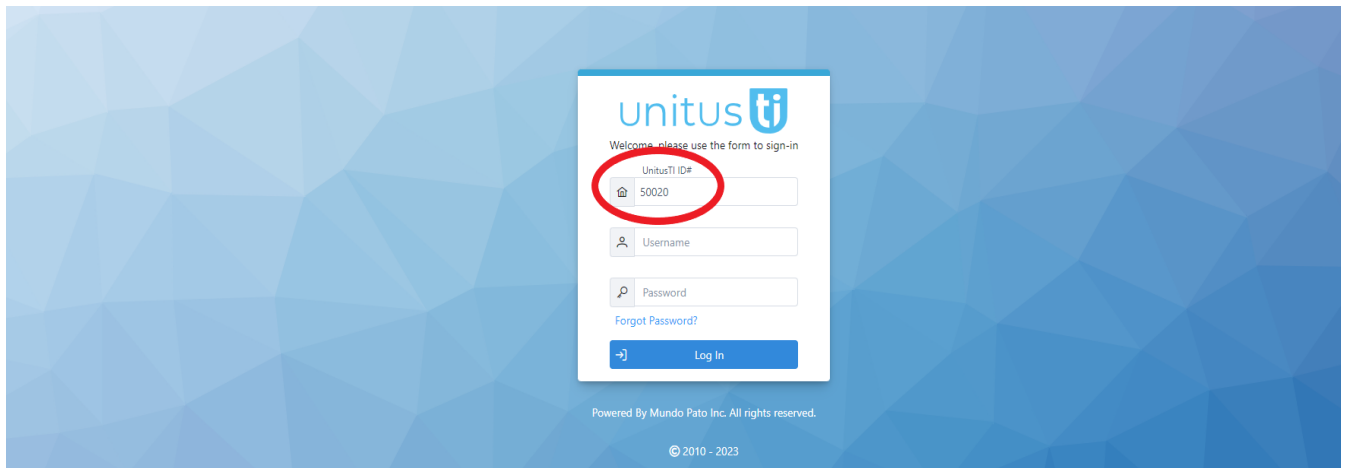 unitus ti
Welcome, please use the form to sign-in
UnitusTI ID#
50020
Username
Password
Forgot Password?
Log In
Powered By Mundo Pato Inc. All rights reserved.
© 2010 - 2023